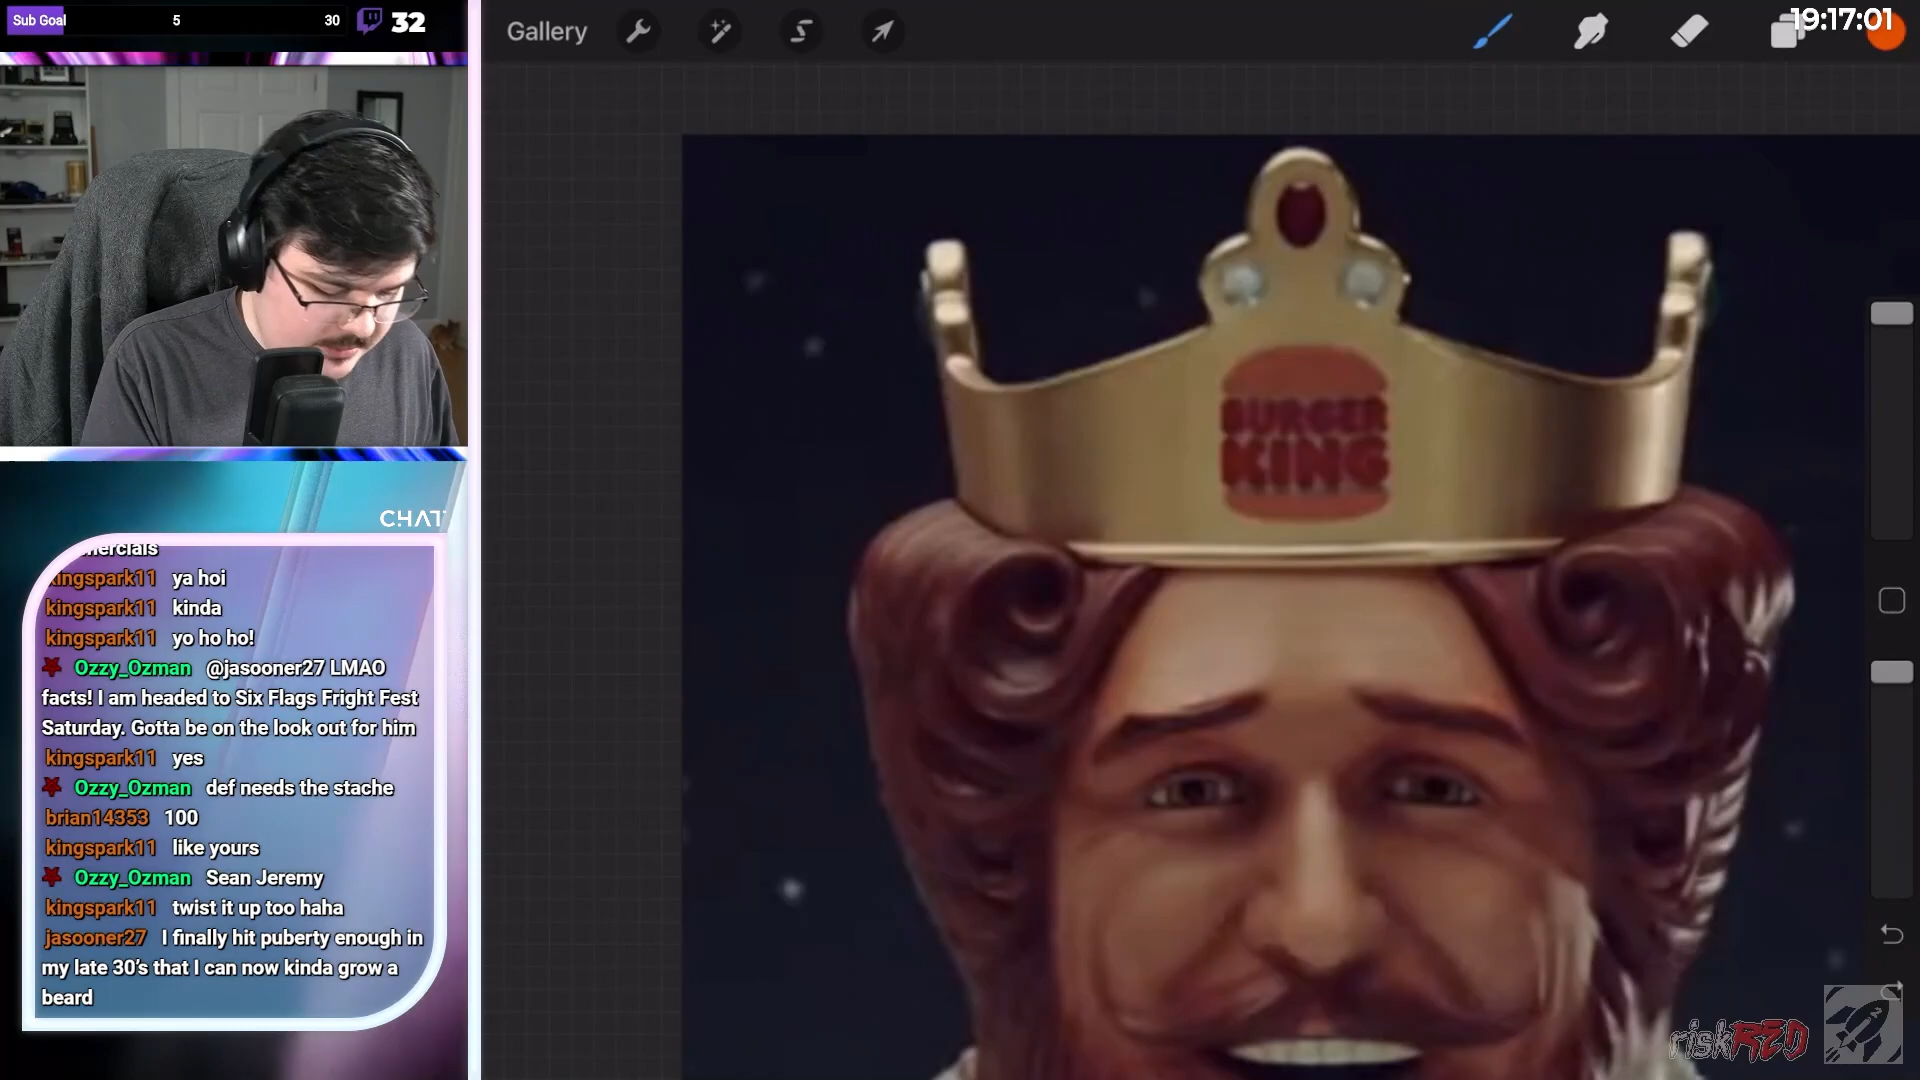 Sub Goal 5 30 32
Gallery
19:17:01
BURGER
KING
CHAT
mercials
kingspark11 ya hoi
kingspark11 kinda
kingspark11 yo ho ho!
Ozzy_Ozman @jasooner27 LMAO
facts! I am headed to Six Flags Fright Fest
Saturday. Gotta be on the look out for him
kingspark11 yes
Ozzy_Ozman def needs the stache
brian14353 100
kingspark11 like yours
Ozzy_Ozman Sean Jeremy
kingspark11 twist it up too haha
jasooner27 I finally hit puberty enough in
my late 30's that I can now kinda grow a
beard
riskRED